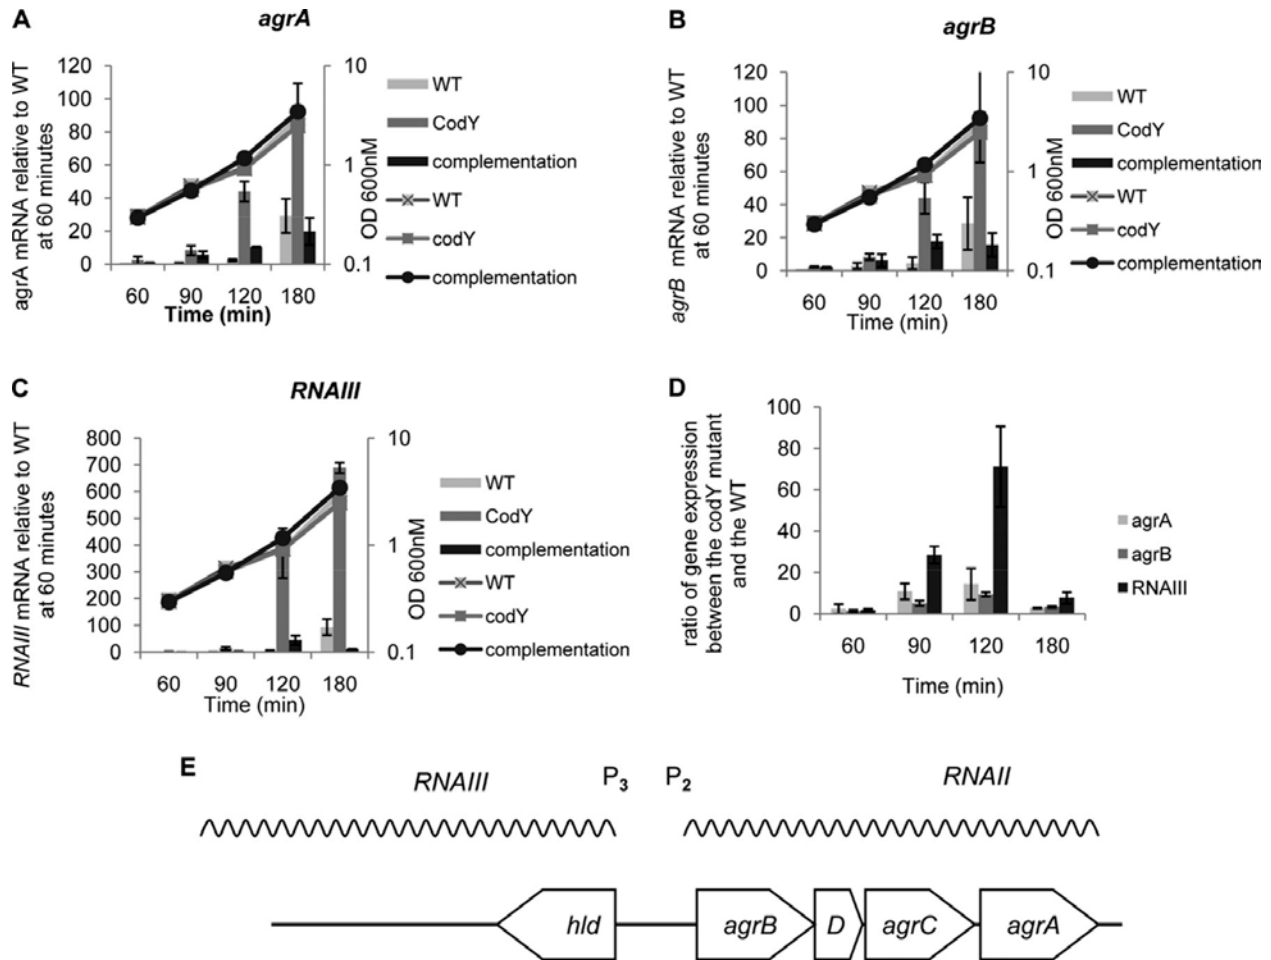 A
agrA
agrA mRNA relative to WT
at 60 minutes
120
100
80
60
40
20
0
10
1
0.1
OD 600nM
60 90 120 180
Time (min)
WT
CodY
complementation
WT
codY
complementation
B
agrB
agrB mRNA relative to WT
at 60 minutes
120
100
80
60
40
20
0
10
1
0.1
OD 600nM
60 90 120 180
Time (min)
WT
CodY
complementation
WT
codY
complementation
C
RNAIII
RNAIII mRNA relative to WT
at 60 minutes
800
700
600
500
400
300
200
100
0
10
1
0.1
OD 600nM
60 90 120 180
Time (min)
WT
CodY
complementation
WT
codY
complementation
D
ratio of gene expression
between the codY mutant
and the WT
100
80
60
40
20
0
60 90 120 180
Time (min)
agrA
agrB
RNAIII
E
RNAIII P3 P2 RNAII
hld agrB D agrC agrA